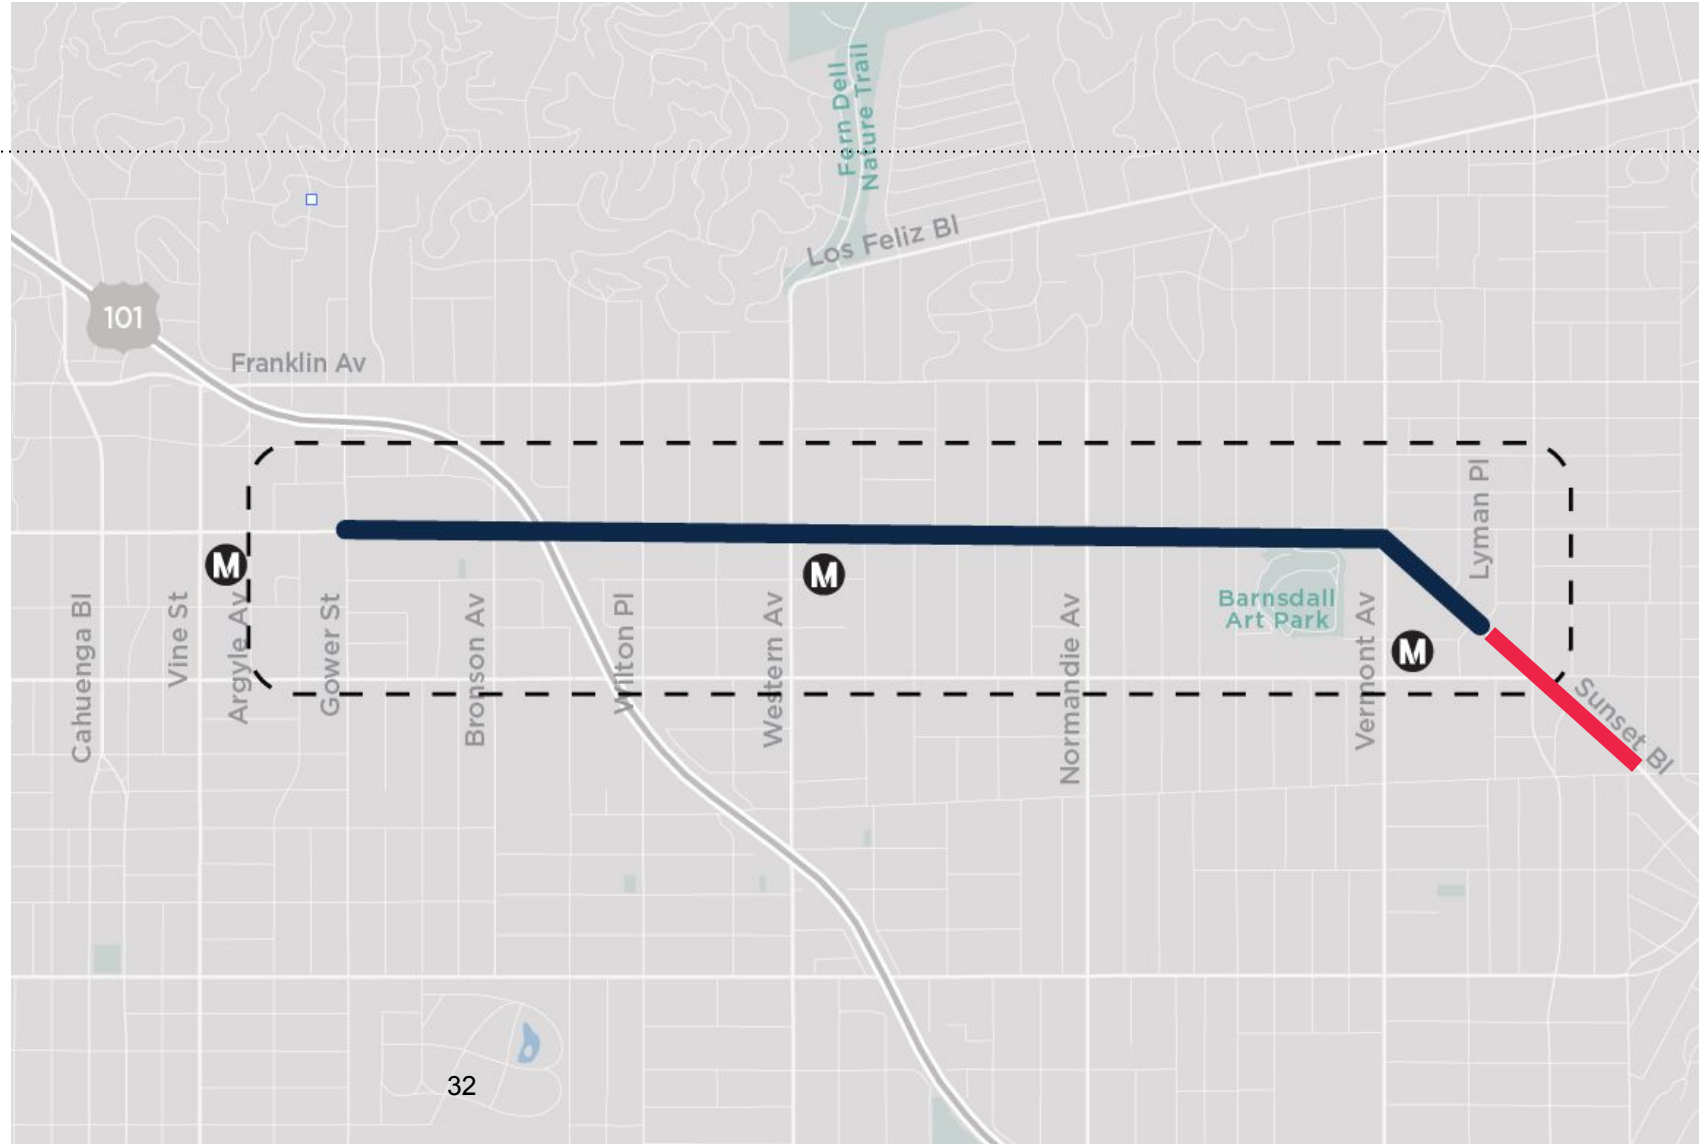 Fern Dell
Nature Trail
Los Feliz Bl
101
Franklin Av
Lyman Pl
M
M
Barnsdall
Art Park
M
Cahuenga Bl
Vine St
Argyle Av
Gower St
Bronson Av
Wilton Pl
Western Av
Normandie Av
Vermont Av
Sunset Bl
32